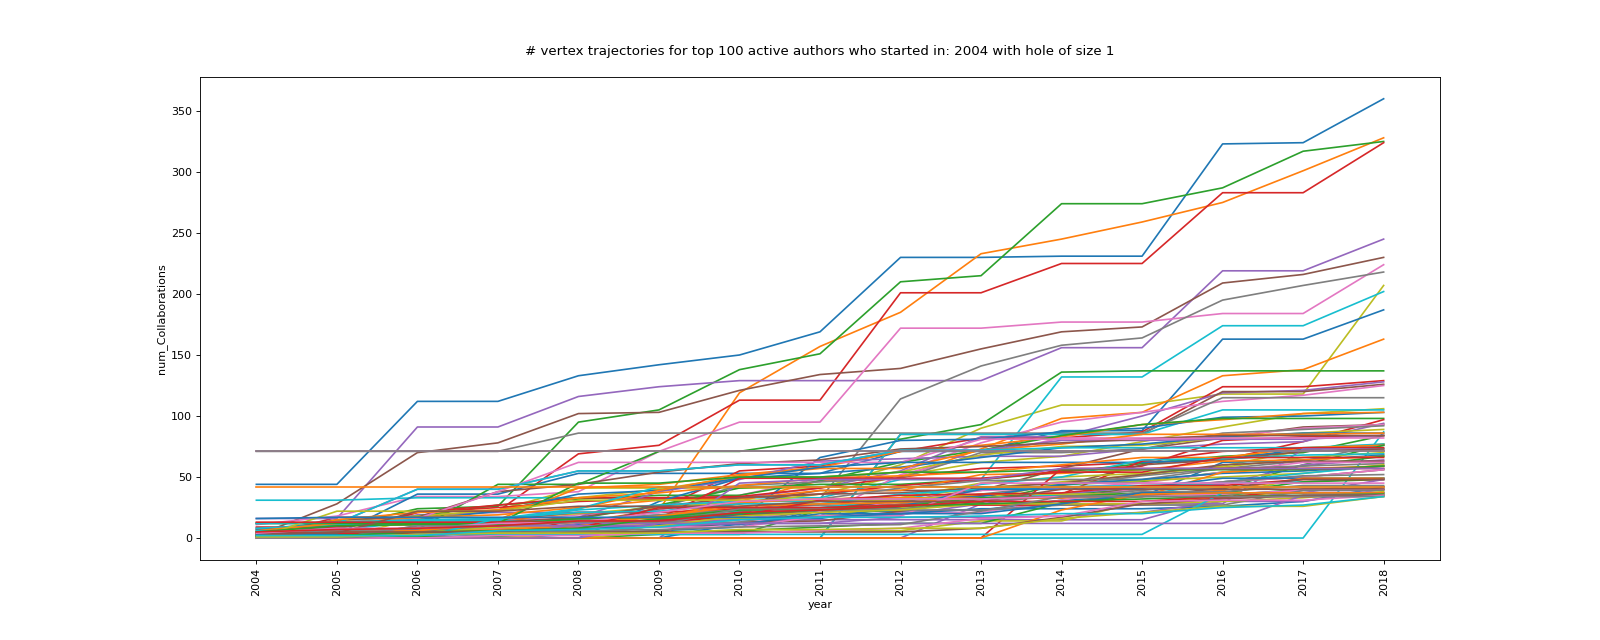 # vertex trajectories for top 100 active authors who started in: 2004 with hole of size 1
350
300
250
200
150
100
50
0
num_Collaborations
2004 2005 2006 2007 2008 2009 2010 2011 2012 2013 2014 2015 2016 2017 2018
year